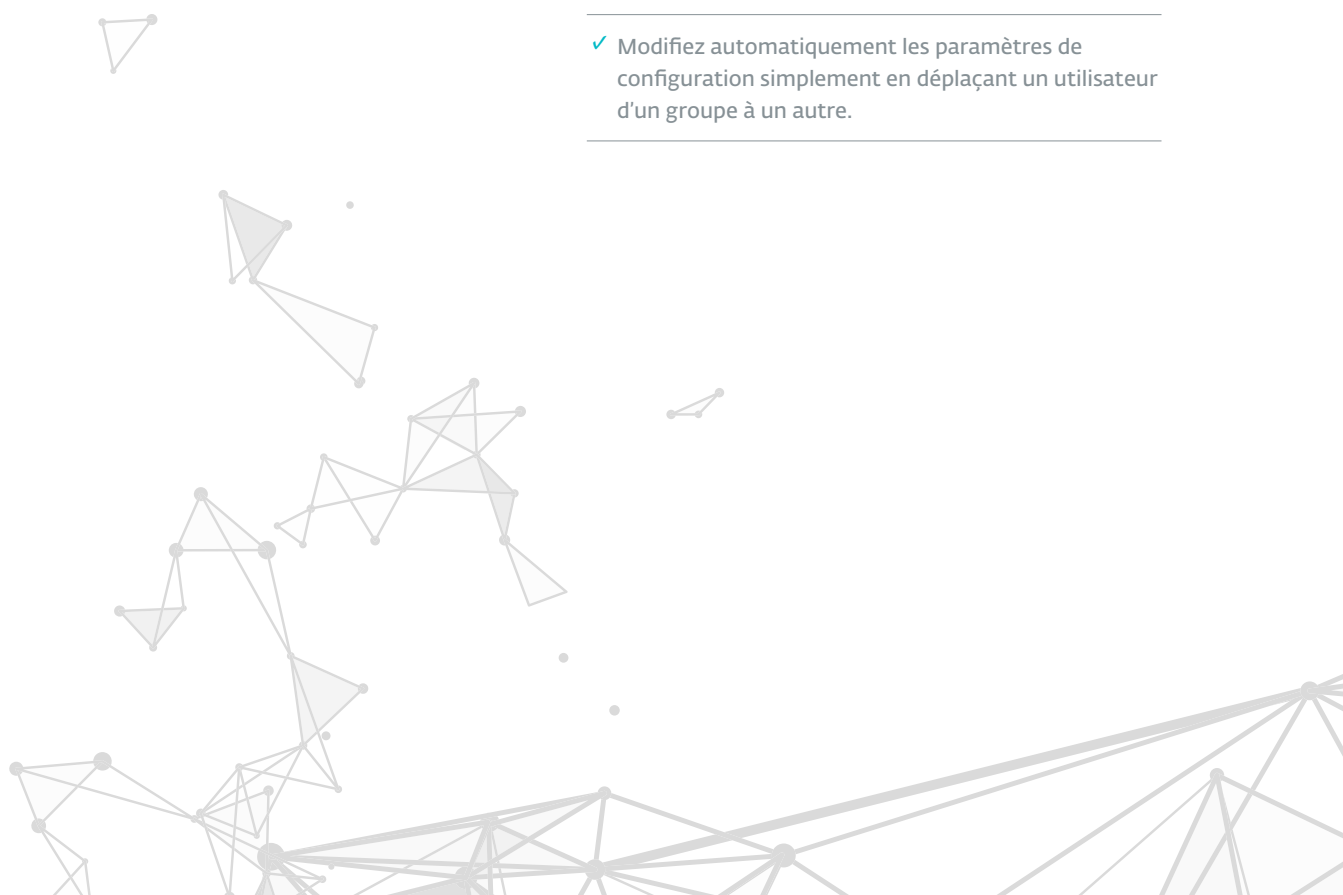 ✓ Modifiez automatiquement les paramètres de
configuration simplement en déplaçant un utilisateur
d'un groupe à un autre.